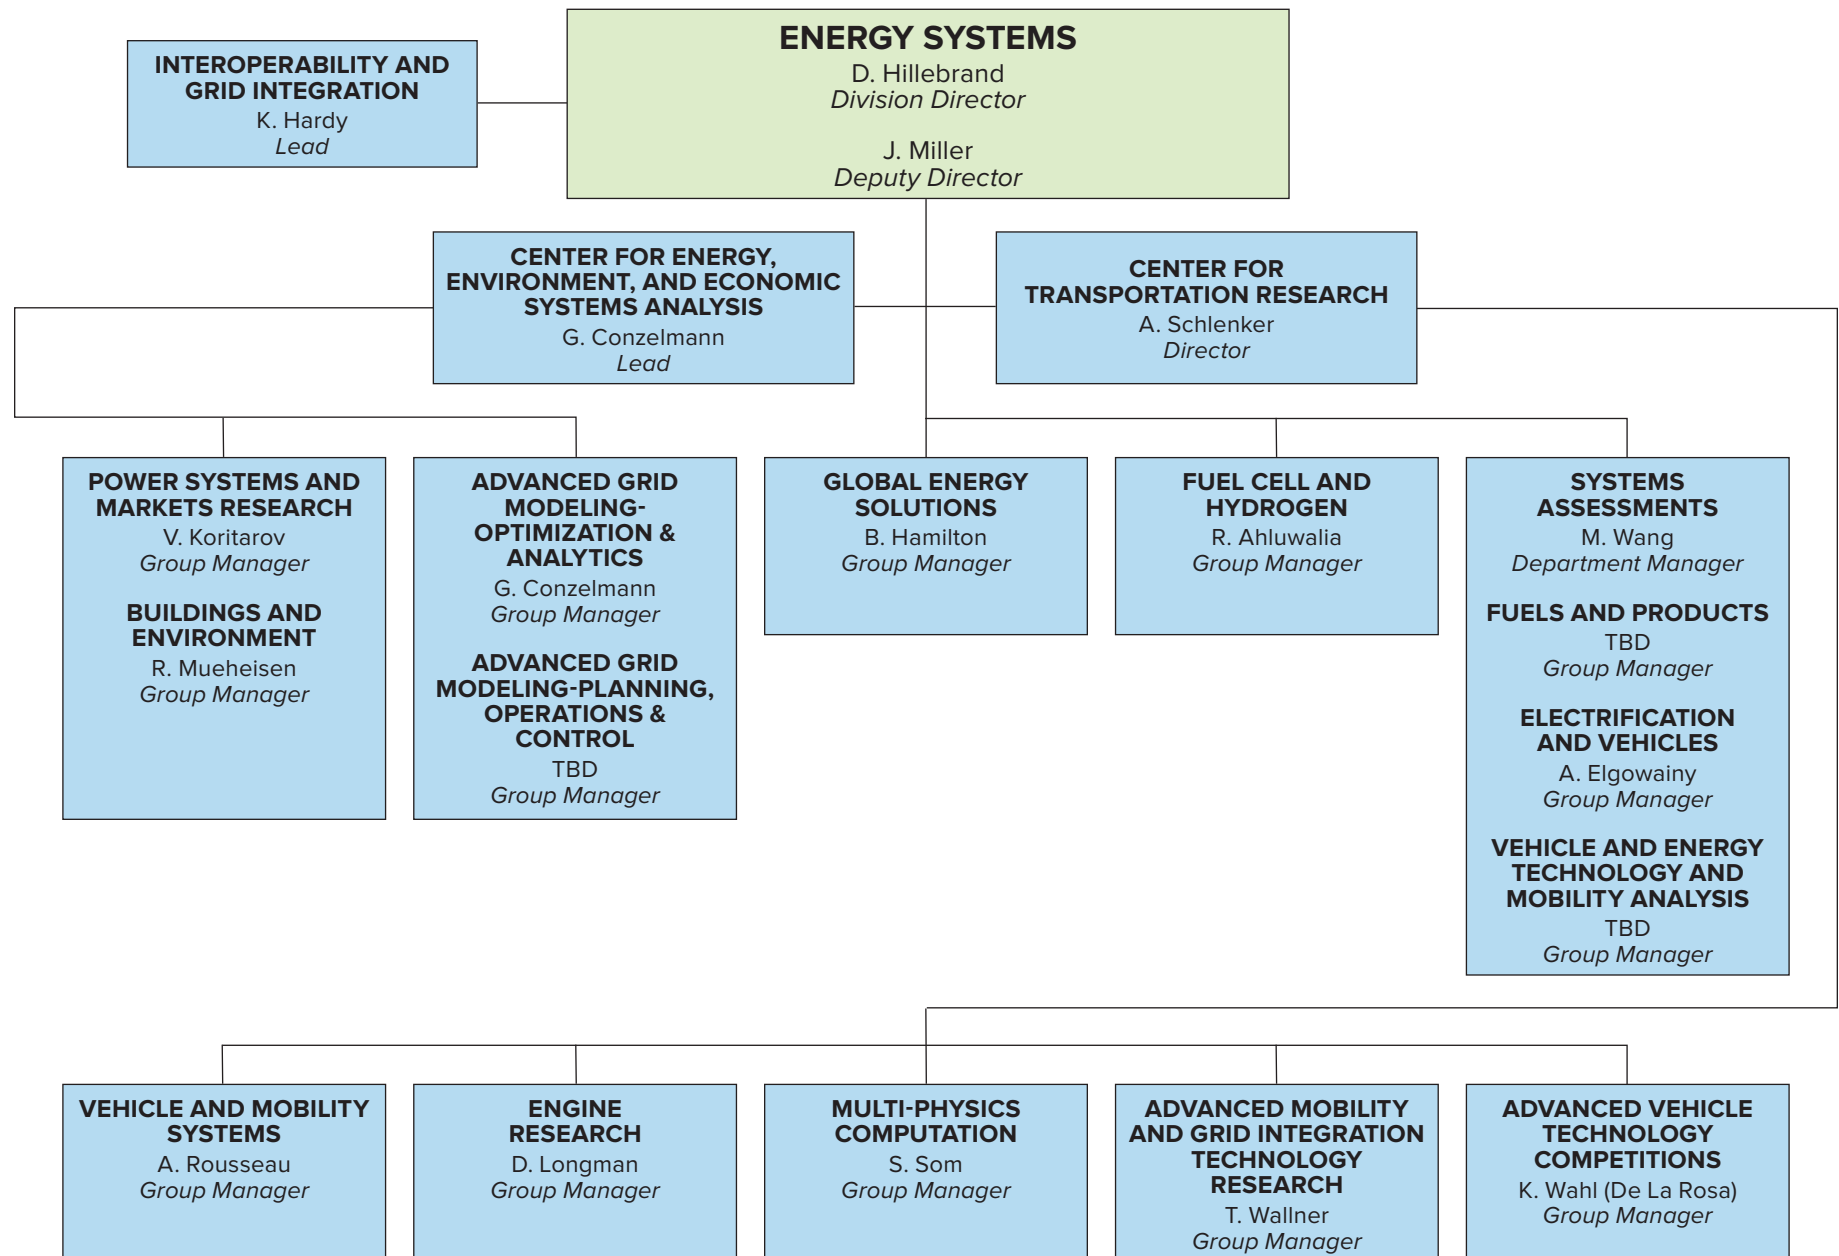 ENERGY SYSTEMS
D. Hillebrand
Division Director
J. Miller
Deputy Director
INTEROPERABILITY AND
GRID INTEGRATION
K. Hardy
Lead
CENTER FOR ENERGY,
ENVIRONMENT, AND ECONOMIC
SYSTEMS ANALYSIS
G. Conzelmann
Lead
CENTER FOR
TRANSPORTATION RESEARCH
A. Schlenker
Director
POWER SYSTEMS AND
MARKETS RESEARCH
V. Koritarov
Group Manager
BUILDINGS AND
ENVIRONMENT
R. Mueheisen
Group Manager
ADVANCED GRID
MODELING-
OPTIMIZATION &
ANALYTICS
G. Conzelmann
Group Manager
ADVANCED GRID
MODELING-PLANNING,
OPERATIONS &
CONTROL
TBD
Group Manager
GLOBAL ENERGY
SOLUTIONS
B. Hamilton
Group Manager
FUEL CELL AND
HYDROGEN
R. Ahluwalia
Group Manager
SYSTEMS
ASSESSMENTS
M. Wang
Department Manager
FUELS AND PRODUCTS
TBD
Group Manager
ELECTRIFICATION
AND VEHICLES
A. Elgowainy
Group Manager
VEHICLE AND ENERGY
TECHNOLOGY AND
MOBILITY ANALYSIS
TBD
Group Manager
VEHICLE AND MOBILITY
SYSTEMS
A. Rousseau
Group Manager
ENGINE
RESEARCH
D. Longman
Group Manager
MULTI-PHYSICS
COMPUTATION
S. Som
Group Manager
ADVANCED MOBILITY
AND GRID INTEGRATION
TECHNOLOGY
RESEARCH
T. Wallner
Group Manager
ADVANCED VEHICLE
TECHNOLOGY
COMPETITIONS
K. Wahl (De La Rosa)
Group Manager